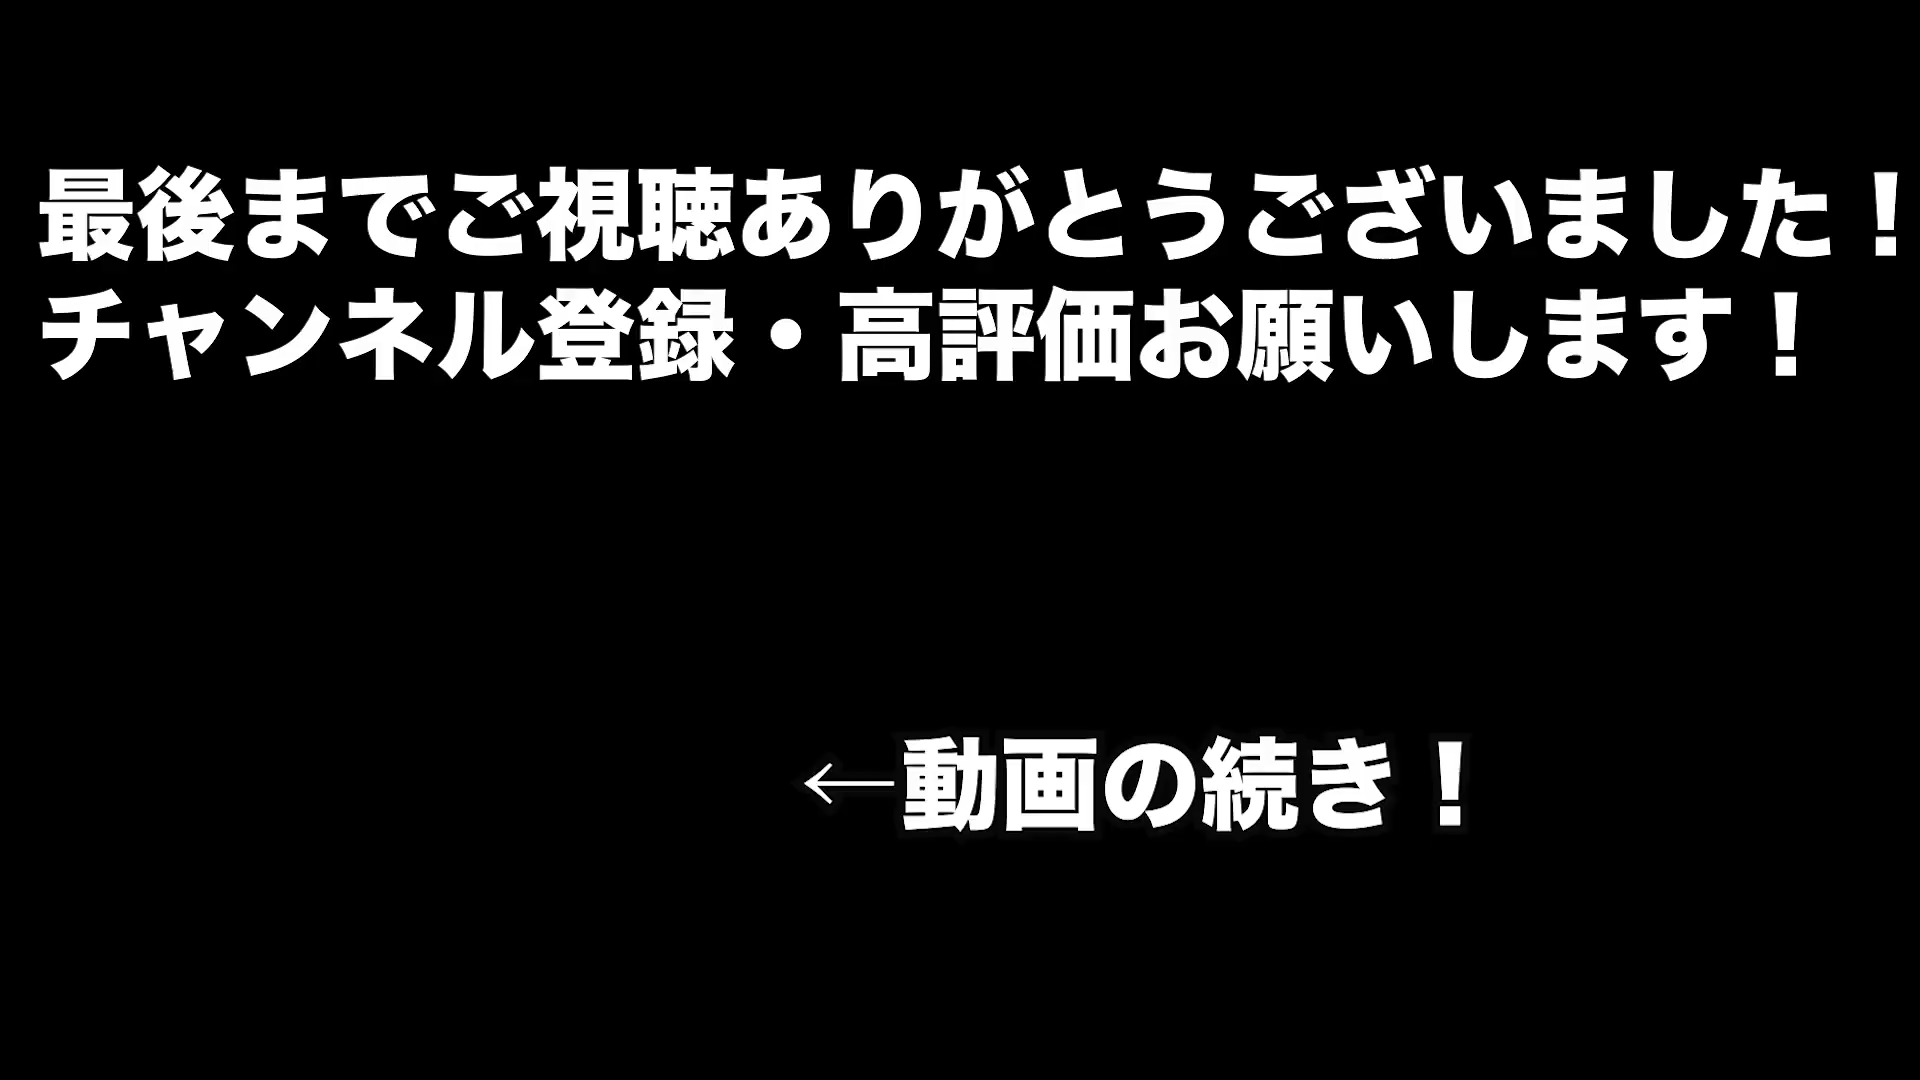 最後までご視聴ありがとうございました！
チャンネル登録・高評価お願いします！
←動画の続き！